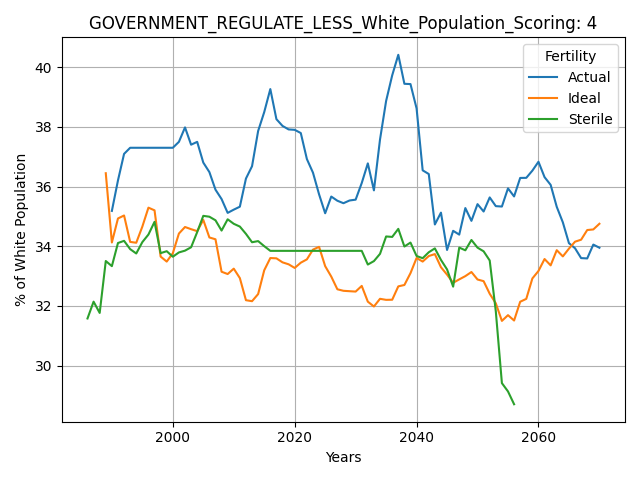 GOVERNMENT_REGULATE_LESS_White_Population_Scoring: 4
Fertility
Actual
Ideal
Sterile
% of White Population
40
38
36
34
32
30
2000 2020 2040 2060
Years